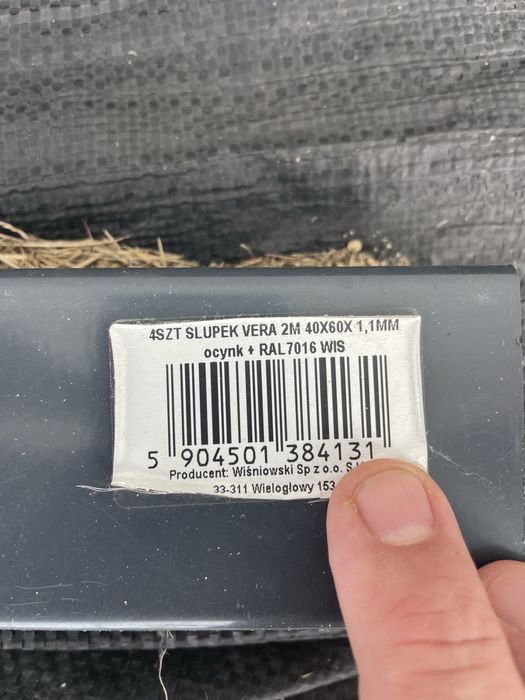 4SZT SLUPEK VERA 2M 40X60X 1,1MM
ocynk + RAL7016 WIS
5 904501 384131
Producent: Wiśniowski Sp z o.o.
33-311 Wielogłowy 153